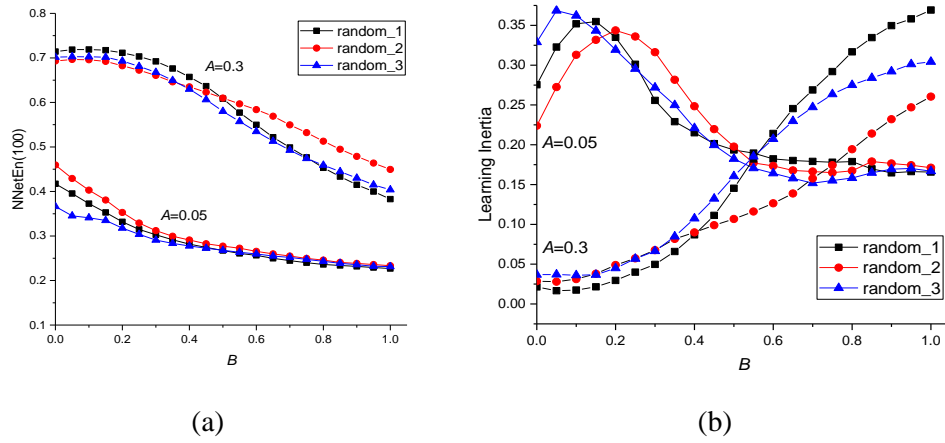 NNetEn(100)
0.8
0.7
0.6
0.5
0.4
0.3
0.2
0.1
0.0 0.2 0.4 0.6 0.8 1.0
B
random_1
random_2
random_3
A=0.3
A=0.05
(a)
Learning Inertia
0.35
0.30
0.25
0.20
0.15
0.10
0.05
0.00
0.0 0.2 0.4 0.6 0.8 1.0
B
A=0.05
A=0.3
random_1
random_2
random_3
(b)